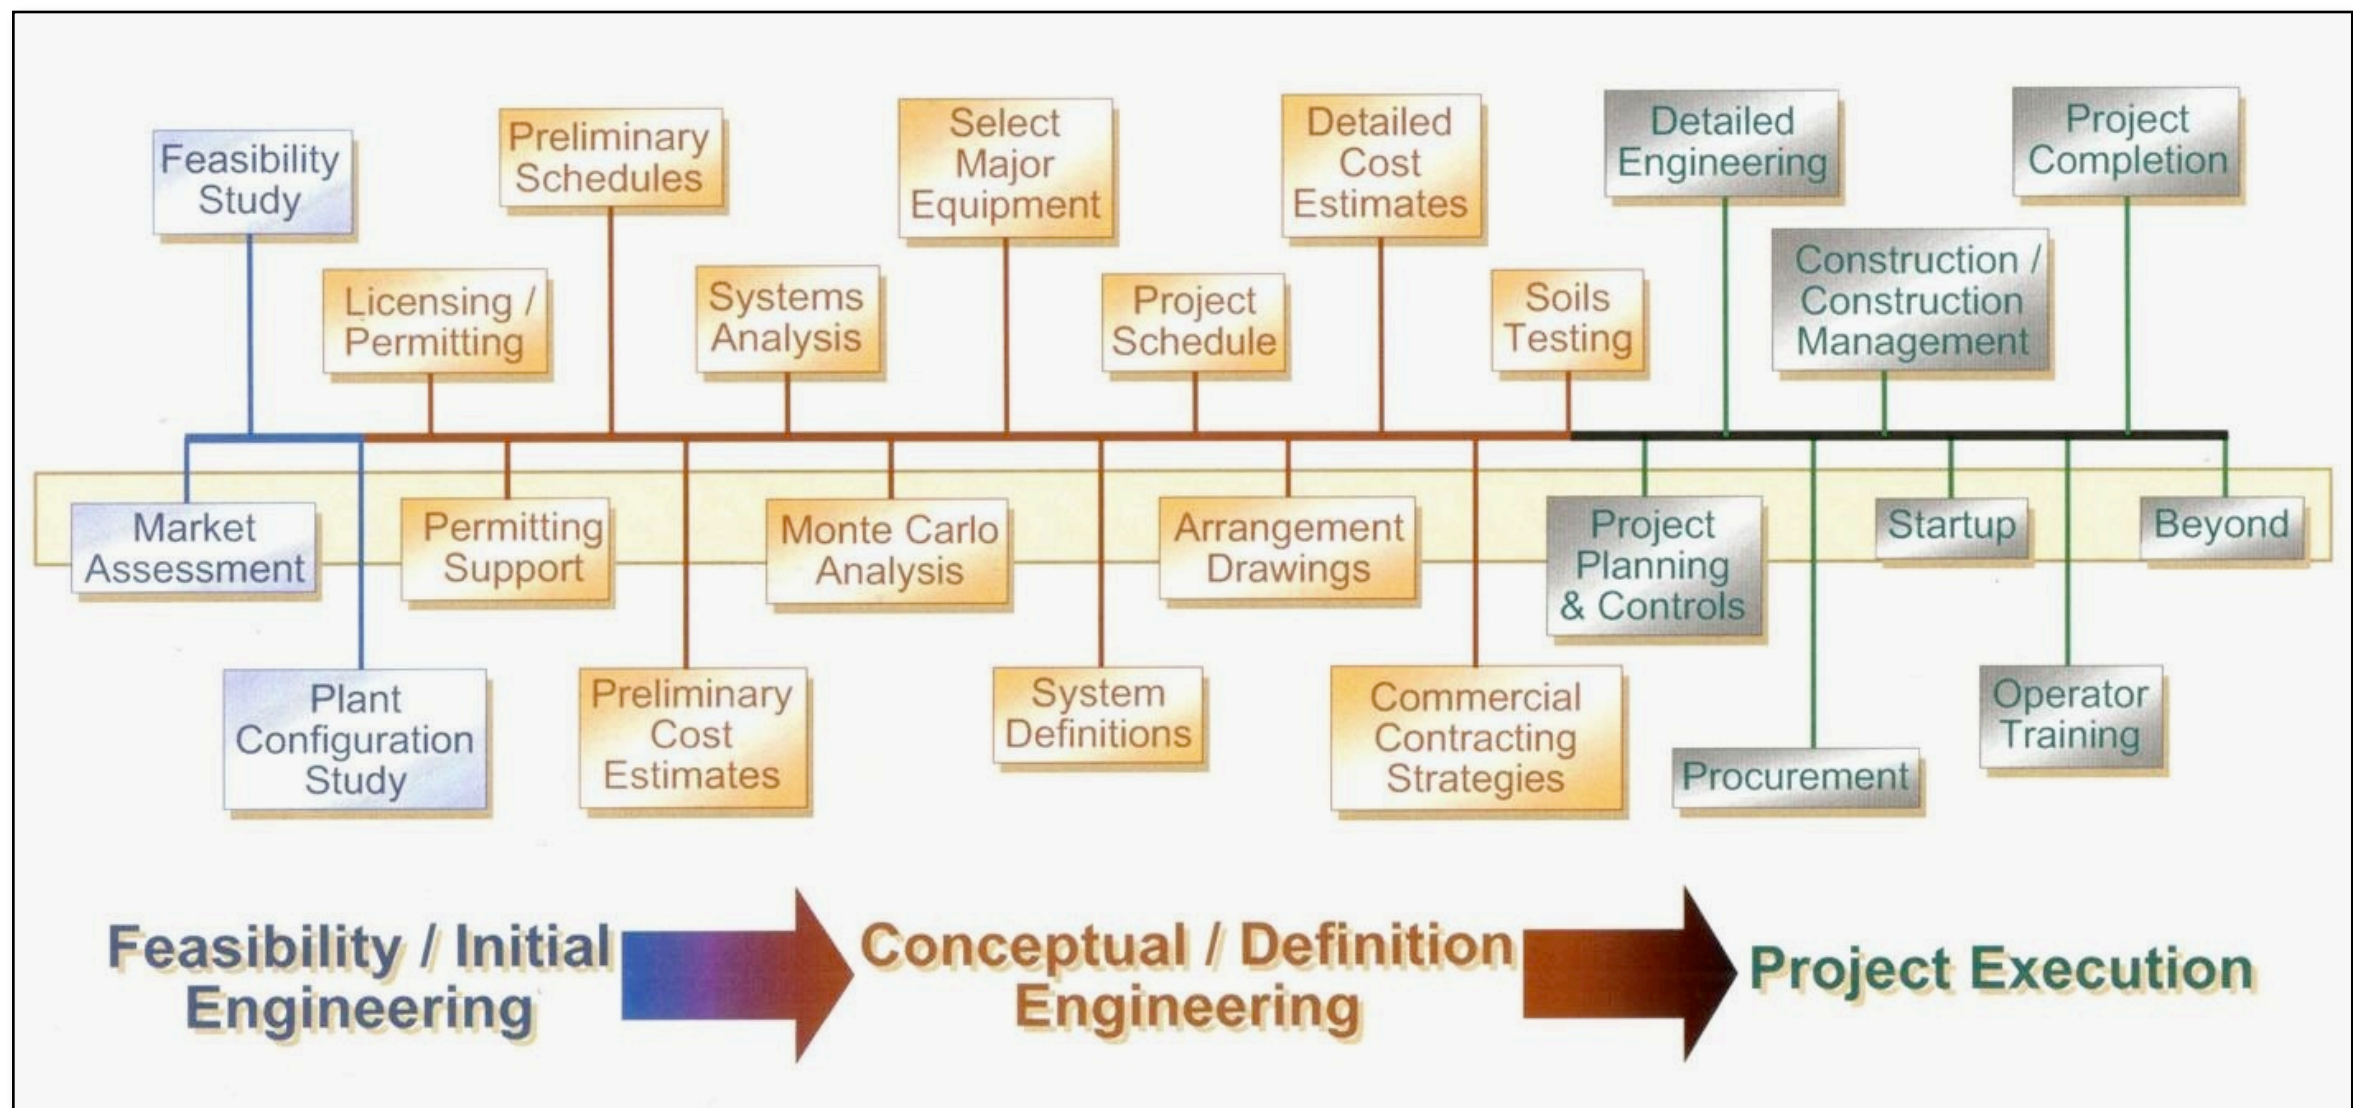 Feasibility
Study
Preliminary
Schedules
Select
Major
Equipment
Detailed
Cost
Estimates
Detailed
Engineering
Project
Completion
Licensing /
Permitting
Systems
Analysis
Project
Schedule
Soils
Testing
Construction /
Construction
Management
Market
Assessment
Permitting
Support
Monte Carlo
Analysis
Arrangement
Drawings
Project
Planning
& Controls
Startup
Beyond
Plant
Configuration
Study
Preliminary
Cost
Estimates
System
Definitions
Commercial
Contracting
Strategies
Procurement
Operator
Training
Feasibility / Initial
Engineering
Conceptual / Definition
Engineering
Project Execution